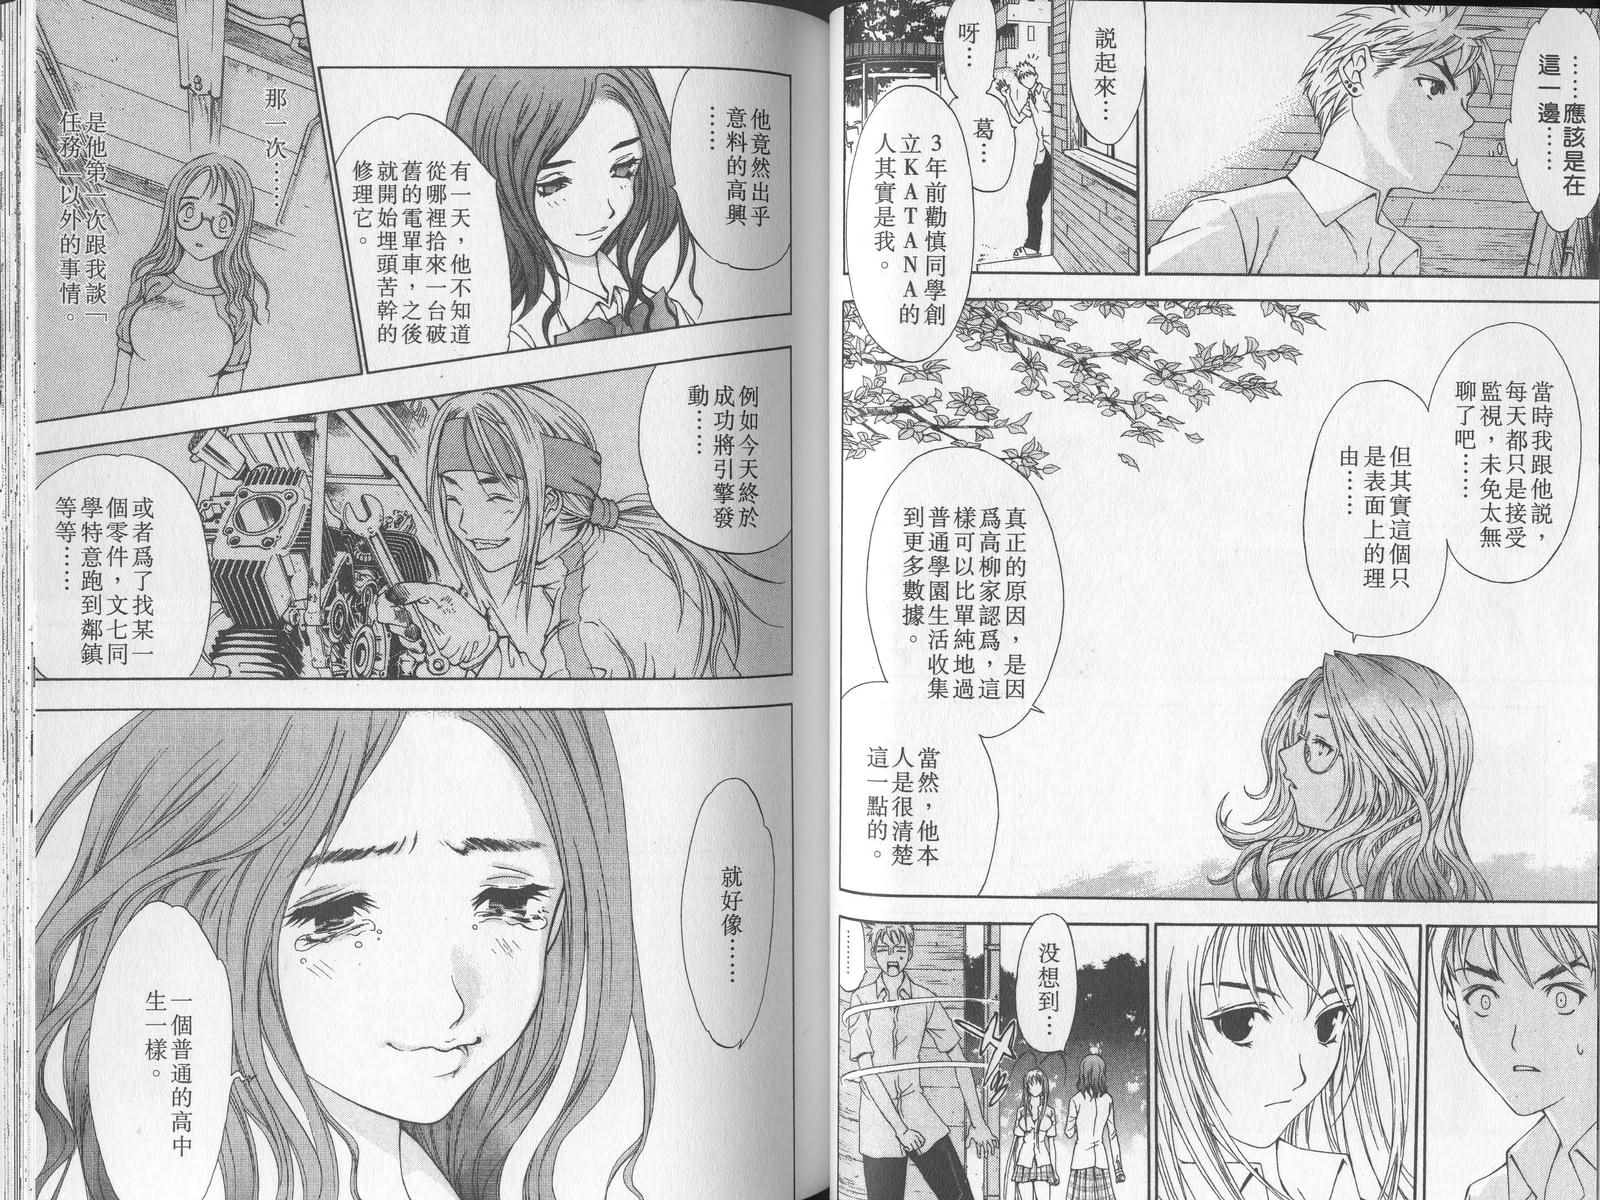 ……應該是在
這一邊……
說起來…
呀…
葛…
3年前勸慎同學創
立KATANA的
人其實是我。
當時我跟他説，
每天都只是接受
監視，未免太無
聊了吧……
但其實這個只
是表面上的理
由……
真正的原因，是因
爲高柳家認爲，這
樣可以比單純地過
普通學園生活收集
到更多數據。
當然，他本
人是很清楚
這一點的。
没想到…
………
他竟然出乎
意料的高興
……
有一天，他不知道
從哪裡拾來一台破
舊的電單車，之後
就開始埋頭苦幹的
修理它。
那一次……
是他第一次跟我談「
任務」以外的事情。
例如今天終於
成功將引擎發
動……
或者爲了找某一
個零件，文七同
學特意跑到鄰鎮
等等……
就好像……
一個普通的高中
生一樣。